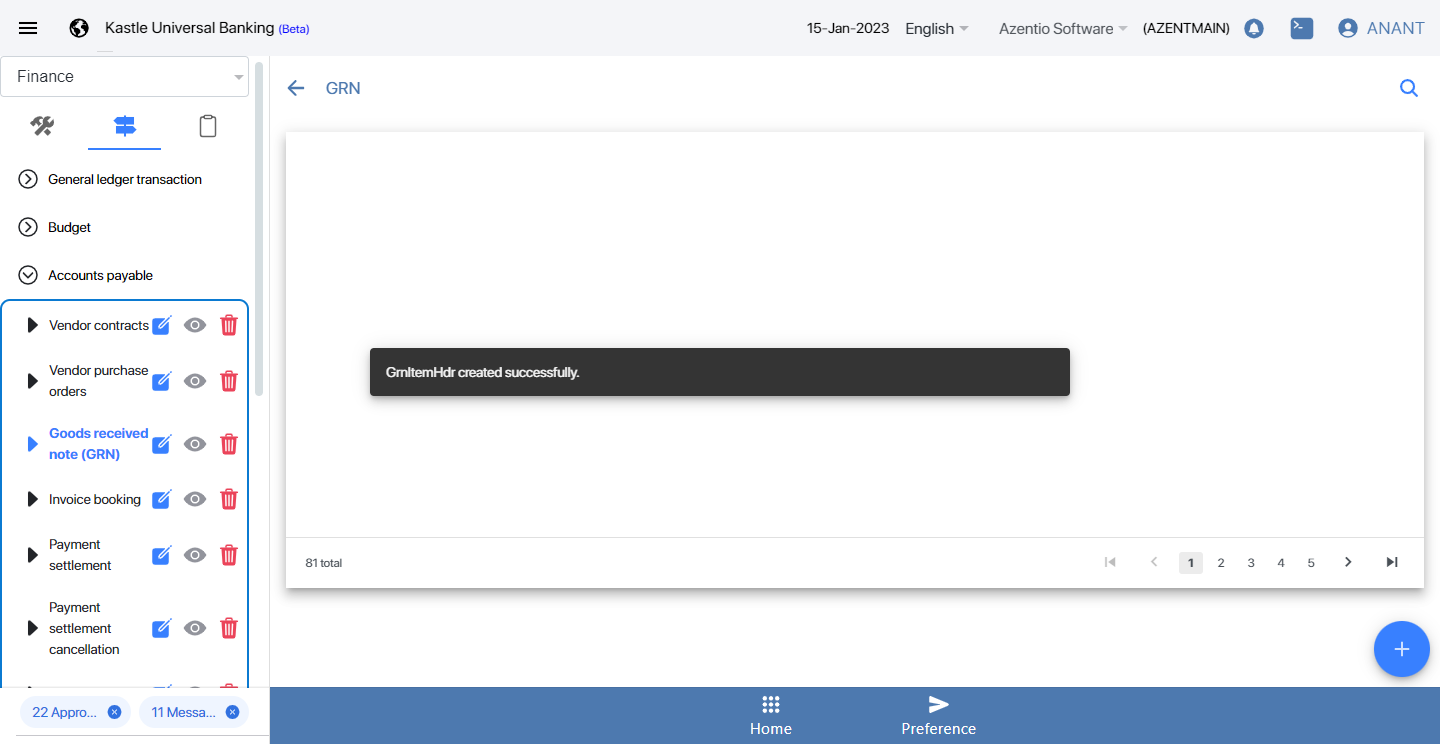 Kastle Universal Banking (Beta)
15-Jan-2023
English
Azentio Software
(AZENTMAIN)
ANANT
Finance
General ledger transaction
Budget
Accounts payable
Vendor contracts
Vendor purchase
orders
Goods received
note (GRN)
Invoice booking
Payment
settlement
Payment
settlement
cancellation
22 Appro...
11 Messa...
GRN
GrnItemHdr created successfully.
81 total
1 2 3 4 5
Home
Preference